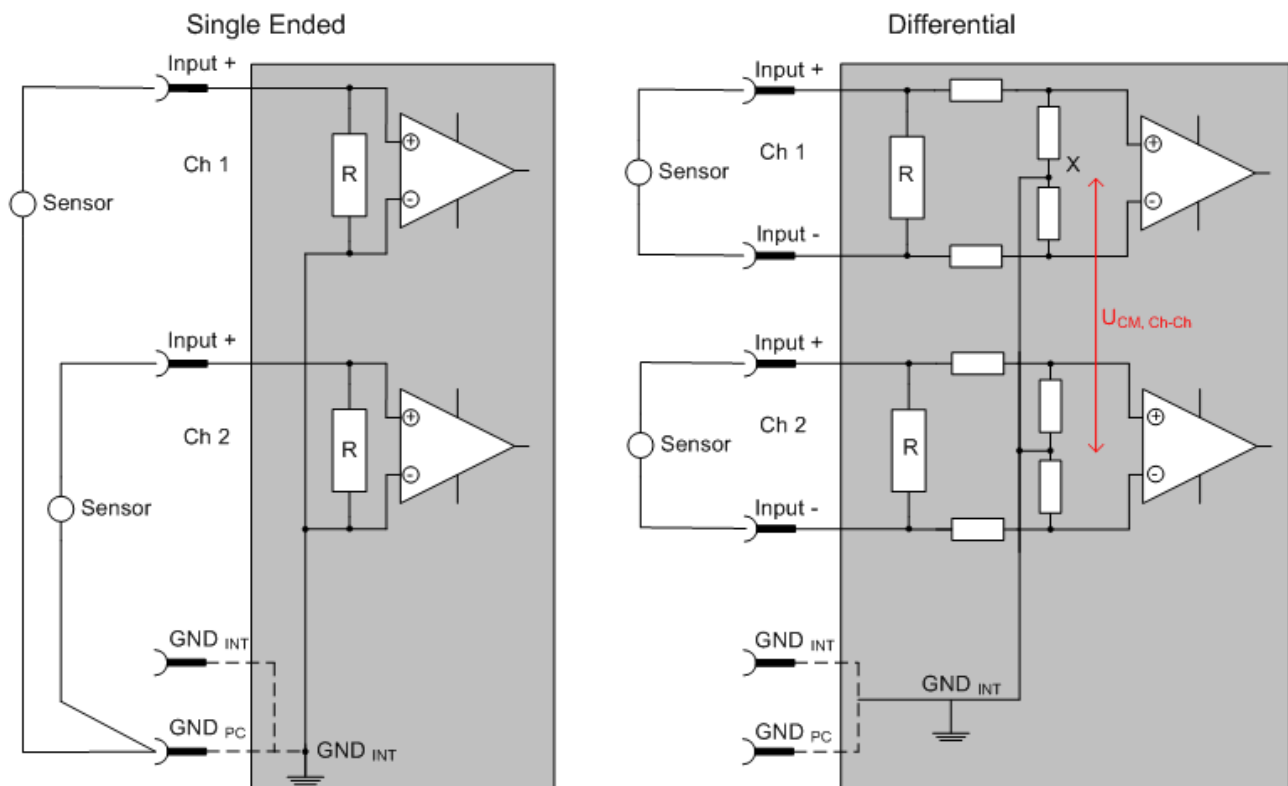 Single Ended
Input +
Ch 1
R
Sensor
Input +
Ch 2
R
Sensor
GND INT
GND PC
GND INT
Differential
Input +
Ch 1
R
X
Sensor
Input -
UCM, Ch-Ch
Input +
Ch 2
R
Sensor
Input -
GND INT
GND INT
GND PC